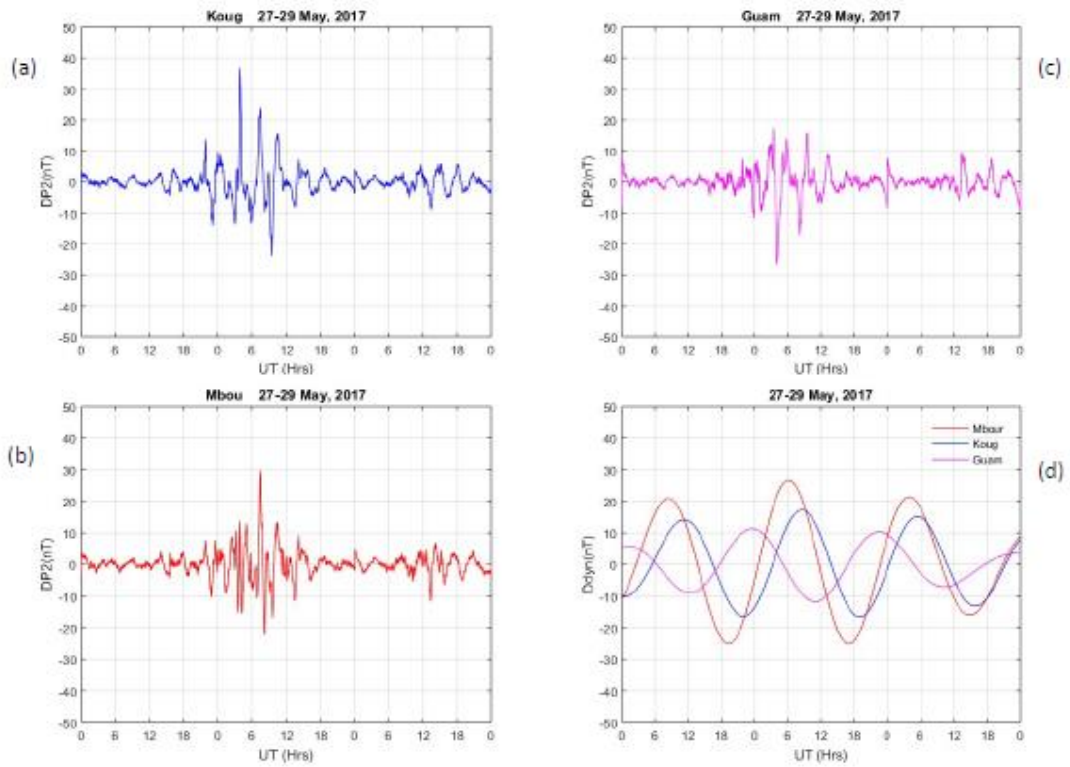 (a)
Koug 27-29 May, 2017
50
40
30
20
10
0
-10
-20
-30
-40
-50
DP2(nT)
0 6 12 18 0 6 12 18 0 6 12 18 0
UT (Hrs)
(c)
Guam 27-29 May, 2017
50
40
30
20
10
0
-10
-20
-30
-40
-50
DP2(nT)
0 6 12 18 0 6 12 18 0 6 12 18 0
UT (Hrs)
(b)
Mbou 27-29 May, 2017
50
40
30
20
10
0
-10
-20
-30
-40
-50
DP2(nT)
0 6 12 18 0 6 12 18 0 6 12 18 0
UT (Hrs)
(d)
27-29 May, 2017
50
40
30
20
10
0
-10
-20
-30
-40
-50
Ddyn(nT)
Mbour
Koug
Guam
0 6 12 18 0 6 12 18 0 6 12 18 0
UT (Hrs)